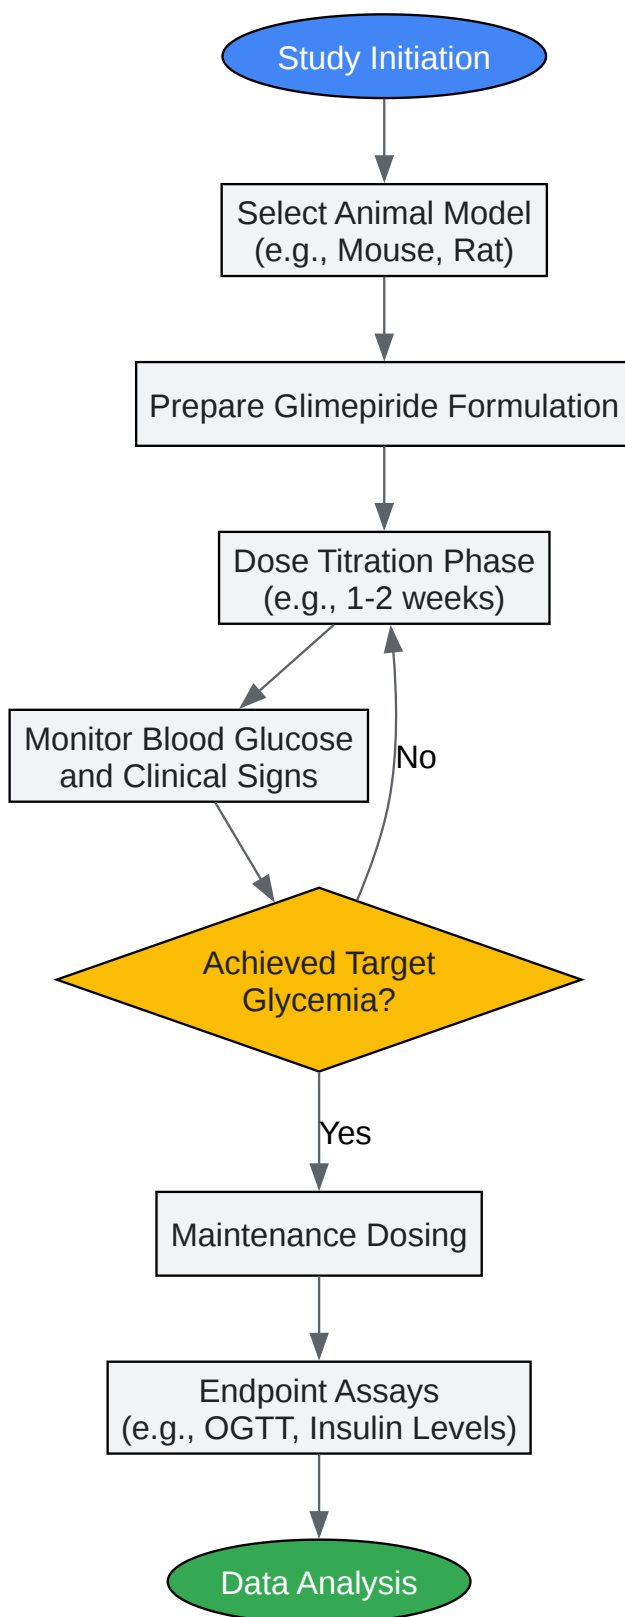 Study Initiation
Select Animal Model
(e.g., Mouse, Rat)
Prepare Glimepiride Formulation
Dose Titration Phase
(e.g., 1-2 weeks)
Monitor Blood Glucose
and Clinical Signs
No
Achieved Target
Glycemia?
Yes
Maintenance Dosing
Endpoint Assays
(e.g., OGTT, Insulin Levels)
Data Analysis